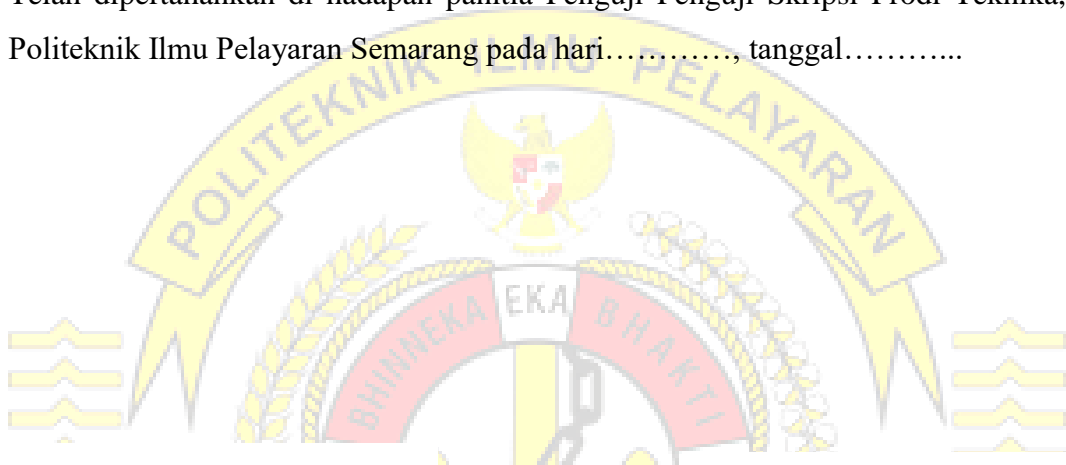 Telah dipertahankan di hadapan panitia Penguji Penguji Skripsi Prodi Teknika,
Politeknik Ilmu Pelayaran Semarang pada hari…………, tanggal………...
POLITEKNIK ILMU PELAYARAN
BHINNEKA EKA BHAKTI